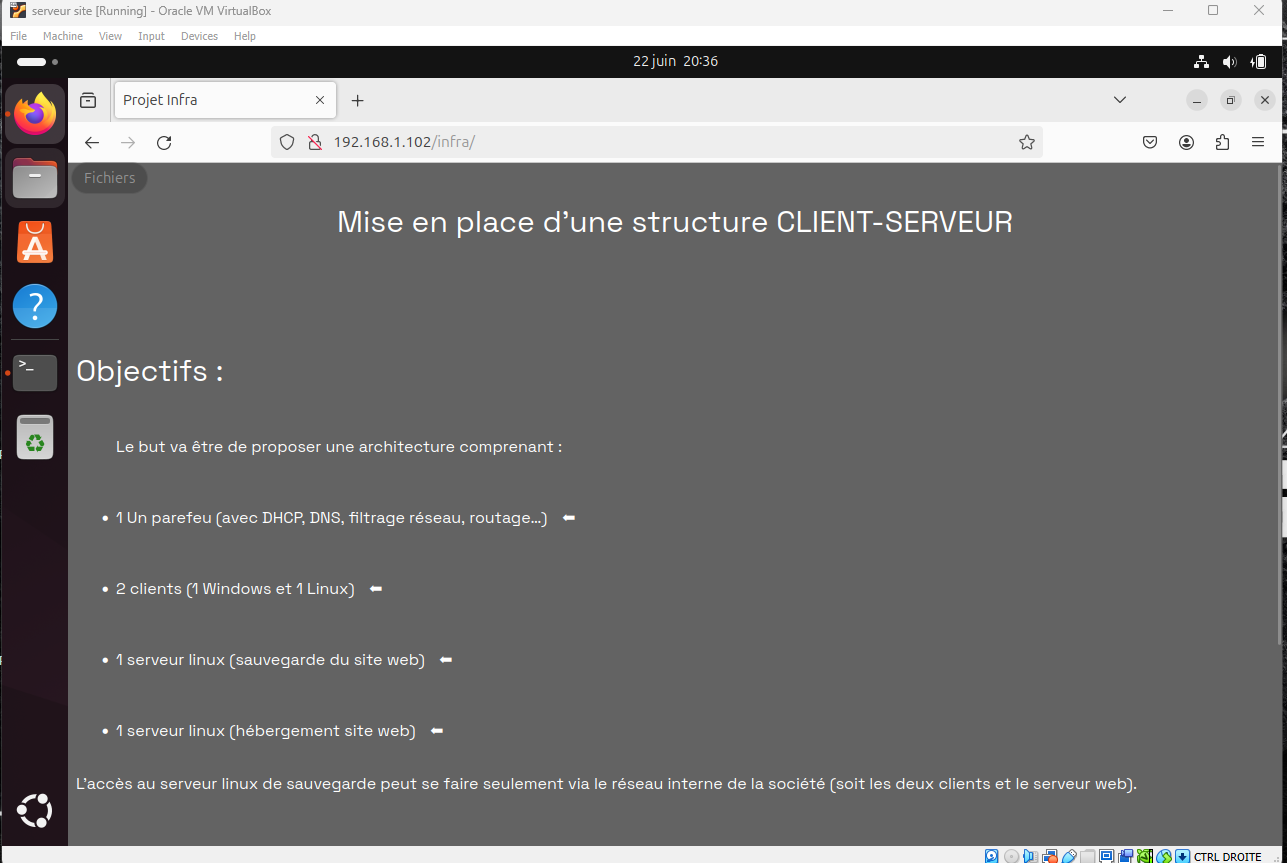 serveur site [Running] - Oracle VM VirtualBox
File Machine View Input Devices Help
22 juin 20:36
Projet Infra
192.168.1.102/infra/
Fichiers
Mise en place d'une structure CLIENT-SERVEUR
Objectifs :
Le but va être de proposer une architecture comprenant :
• 1 Un parefeu (avec DHCP, DNS, filtrage réseau, routage...) ⬅
• 2 clients (1 Windows et 1 Linux) ⬅
• 1 serveur linux (sauvegarde du site web) ⬅
• 1 serveur linux (hébergement site web) ⬅
L'accès au serveur linux de sauvegarde peut se faire seulement via le réseau interne de la société (soit les deux clients et le serveur web).
CTRL DROITE